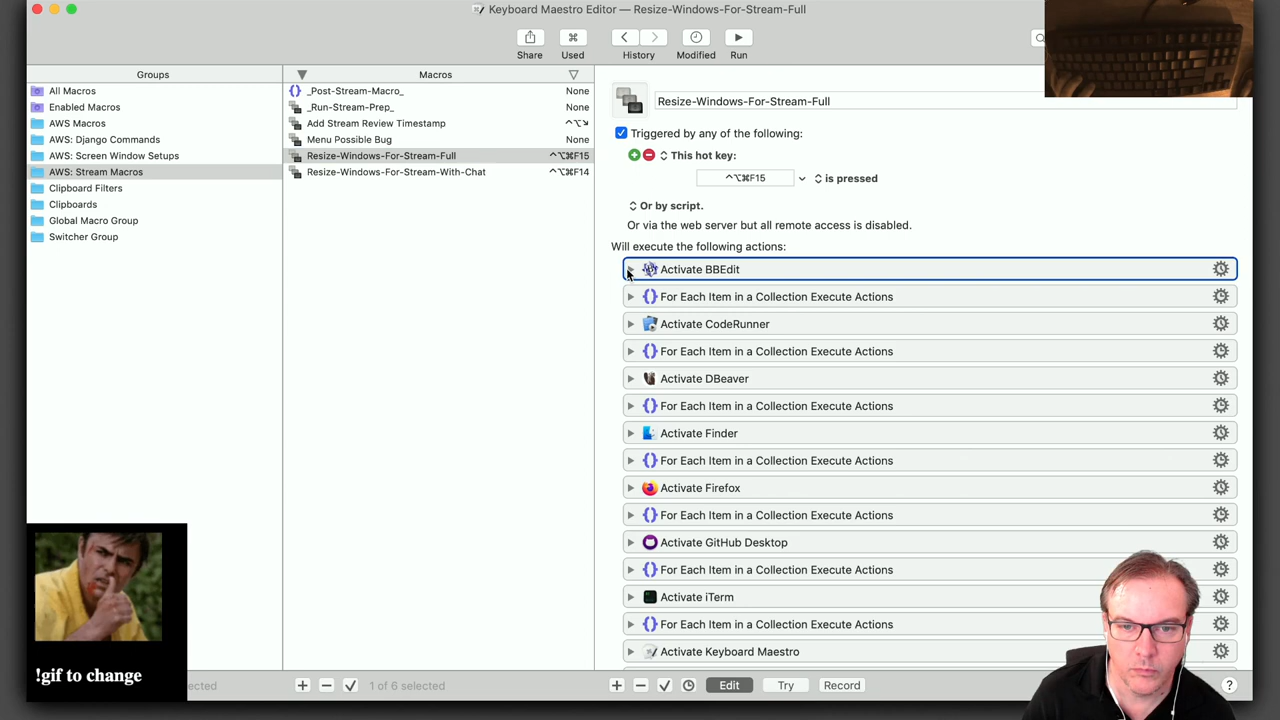 Keyboard Maestro Editor — Resize-Windows-For-Stream-Full
Share
Used
History
Modified
Run
Groups
Macros
All Macros
Enabled Macros
AWS Macros
AWS: Django Commands
AWS: Screen Window Setups
AWS: Stream Macros
Clipboard Filters
Clipboards
Global Macro Group
Switcher Group
_Post-Stream-Macro_ None
_Run-Stream-Prep_ None
Add Stream Review Timestamp ^⌥↘
Menu Possible Bug None
Resize-Windows-For-Stream-Full ^⌥⌘F15
Resize-Windows-For-Stream-With-Chat ^⌥⌘F14
Resize-Windows-For-Stream-Full
Triggered by any of the following:
This hot key:
^⌥⌘F15 is pressed
Or by script.
Or via the web server but all remote access is disabled.
Will execute the following actions:
Activate BBEdit
For Each Item in a Collection Execute Actions
Activate CodeRunner
For Each Item in a Collection Execute Actions
Activate DBeaver
For Each Item in a Collection Execute Actions
Activate Finder
For Each Item in a Collection Execute Actions
Activate Firefox
For Each Item in a Collection Execute Actions
Activate GitHub Desktop
For Each Item in a Collection Execute Actions
Activate iTerm
For Each Item in a Collection Execute Actions
Activate Keyboard Maestro
!gif to change
ected
1 of 6 selected
Edit
Try
Record
?